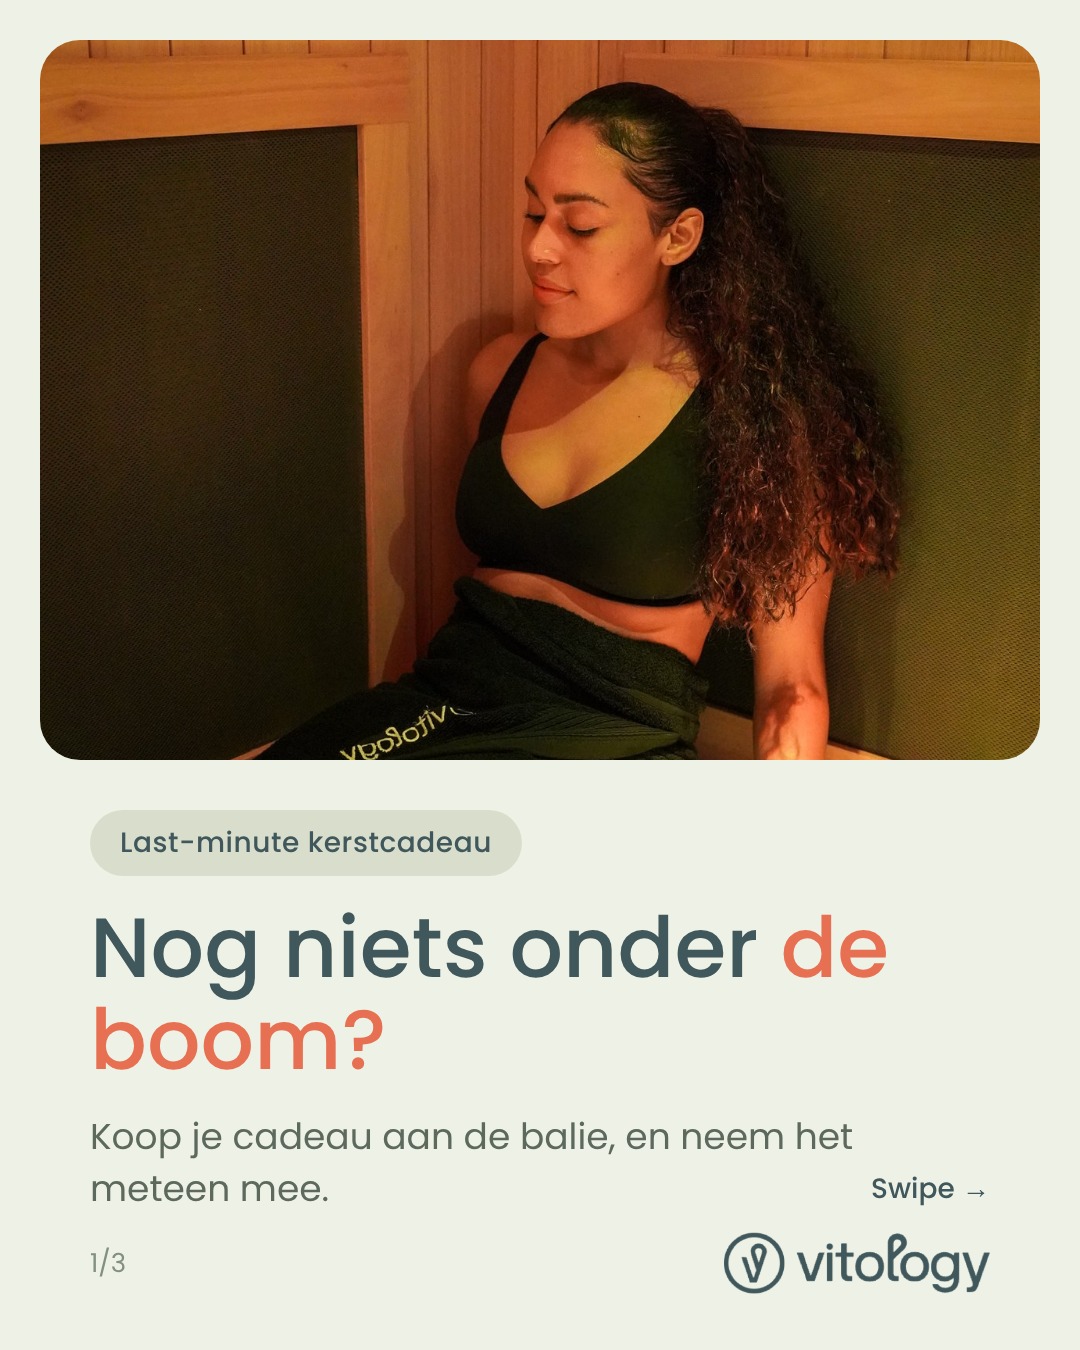 vitology
Last-minute kerstcadeau
Nog niets onder de
boom?
Koop je cadeau aan de balie, en neem het
meteen mee.
Swipe →
1/3
vitology